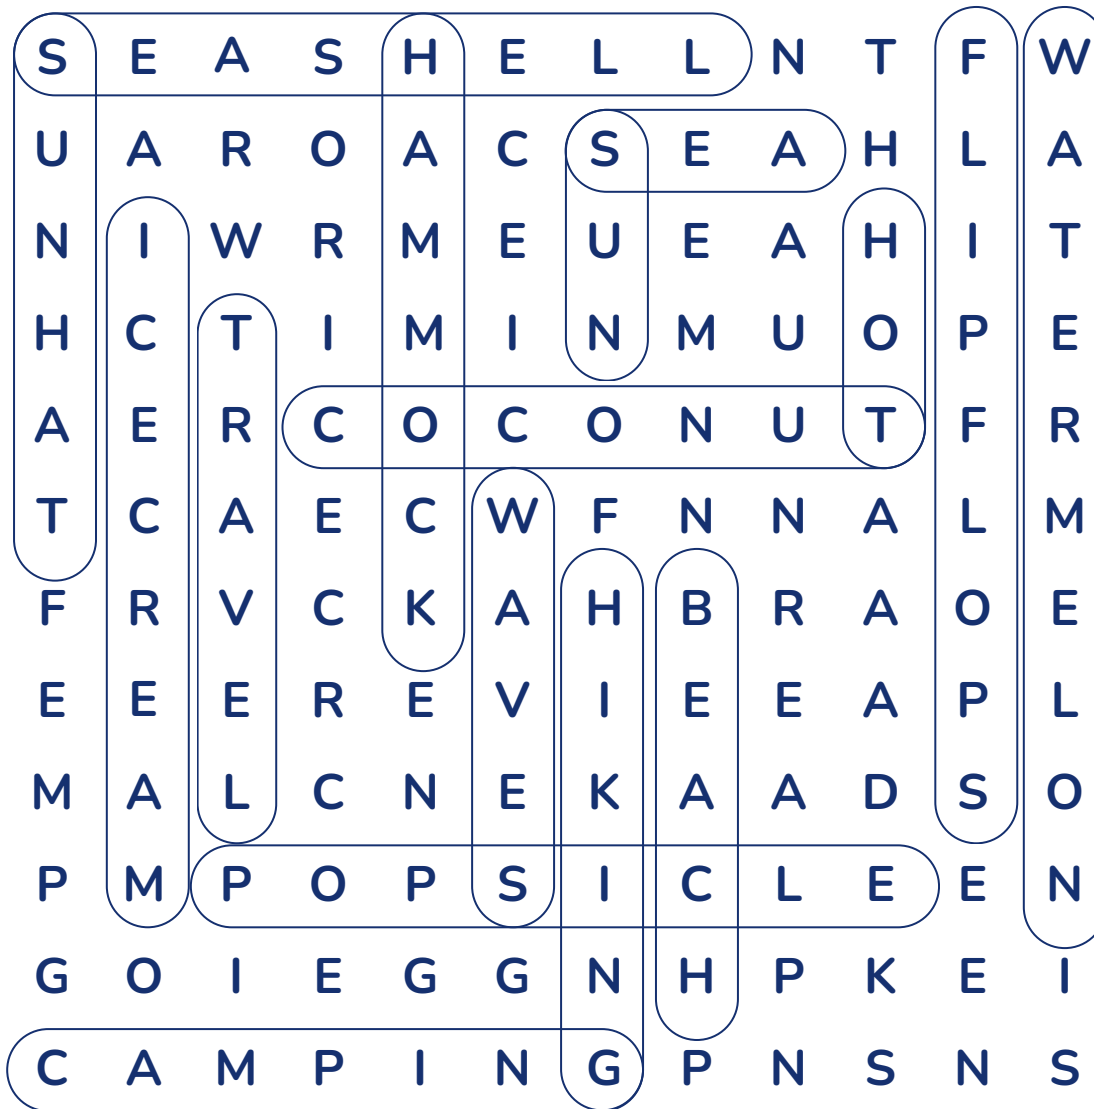 S E A S H E L L N T F W
U A R O A C S E A H L A
N I W R M E U E A H I T
H C T I M I N M U O P E
A E R C O C O N U T F R
T C A E C W F N N A L M
F R V C K A H B R A O E
E E E R E V I E E A P L
M A L C N E K A A D S O
P M P O P S I C L E E N
G O I E G G N H P K E I
C A M P I N G P N S N S